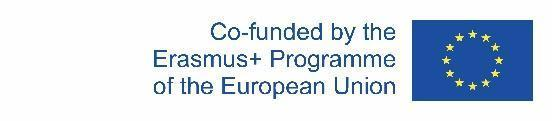 Co-funded by the
Erasmus+ Programme
of the European Union